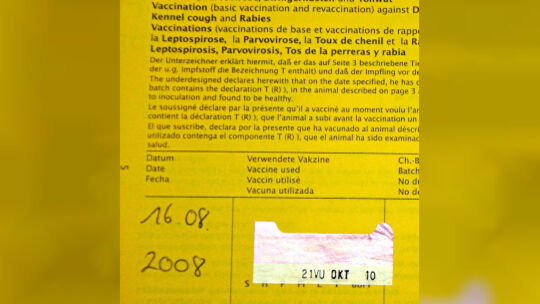 Vaccination (basic vaccination and revaccination) against D
Kennel cough and Rabies
Vaccinations (vaccinations de base et vaccinations de rappe
la Leptospirose, la Parvovirose, la Toux de chenil et la R
Leptospirosis, Parvovirosis, Tos de la perreras y rabia
Der Unterzeichner erklärt hiermit, daß er das auf Seite 3 beschriebene Tie
der u.g. Impfstoff die Bezeichnung T enthält) und daß der Impfling vor de
The underdesigned declares herewith that on the date specified, he has c
batch contains the declaration T (R) ), in the animal described on page 3
to inoculation and found to be healthy.
Le soussigné déclare par la présente qu'il a vacciné au moment voulu l'an
contient la déclaration T (R) ), que l'animal a subi avant la vaccination un
El que suscribe, declara por la presente que ha vacunado al animal déscri
utilizado contenga el componente T (R) ), que el animal ha sido examinac
salud.
Datum Verwendete Vakzine Ch.-B
Date Vaccine used Batch
Fecha Vaccin utilisé No de
Vacuna utilizada No de
5
16.08.
2008
21VU OKT 10